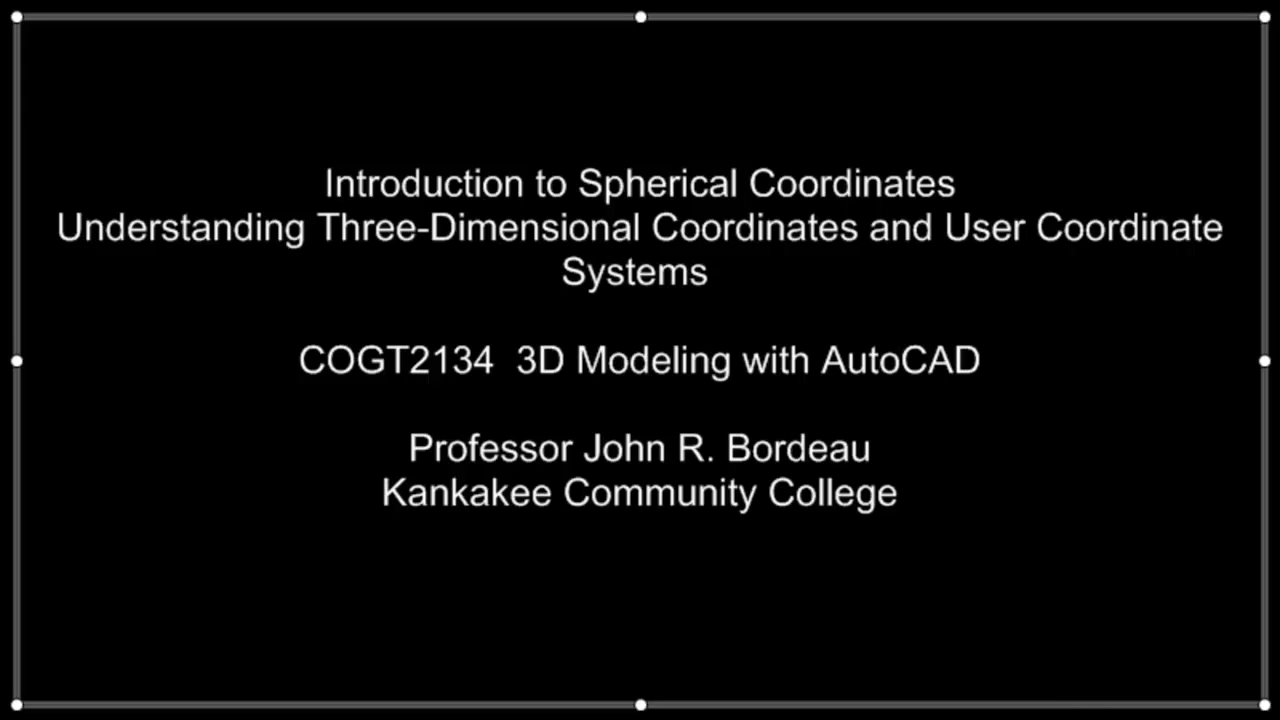 Introduction to Spherical Coordinates
Understanding Three-Dimensional Coordinates and User Coordinate
Systems
COGT2134  3D Modeling with AutoCAD
Professor John R. Bordeau
Kankakee Community College